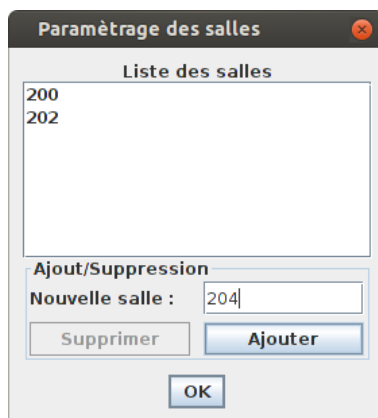 Paramètrage des salles
Liste des salles
200
202
Ajout/Suppression
Nouvelle salle : 204
Supprimer Ajouter
OK